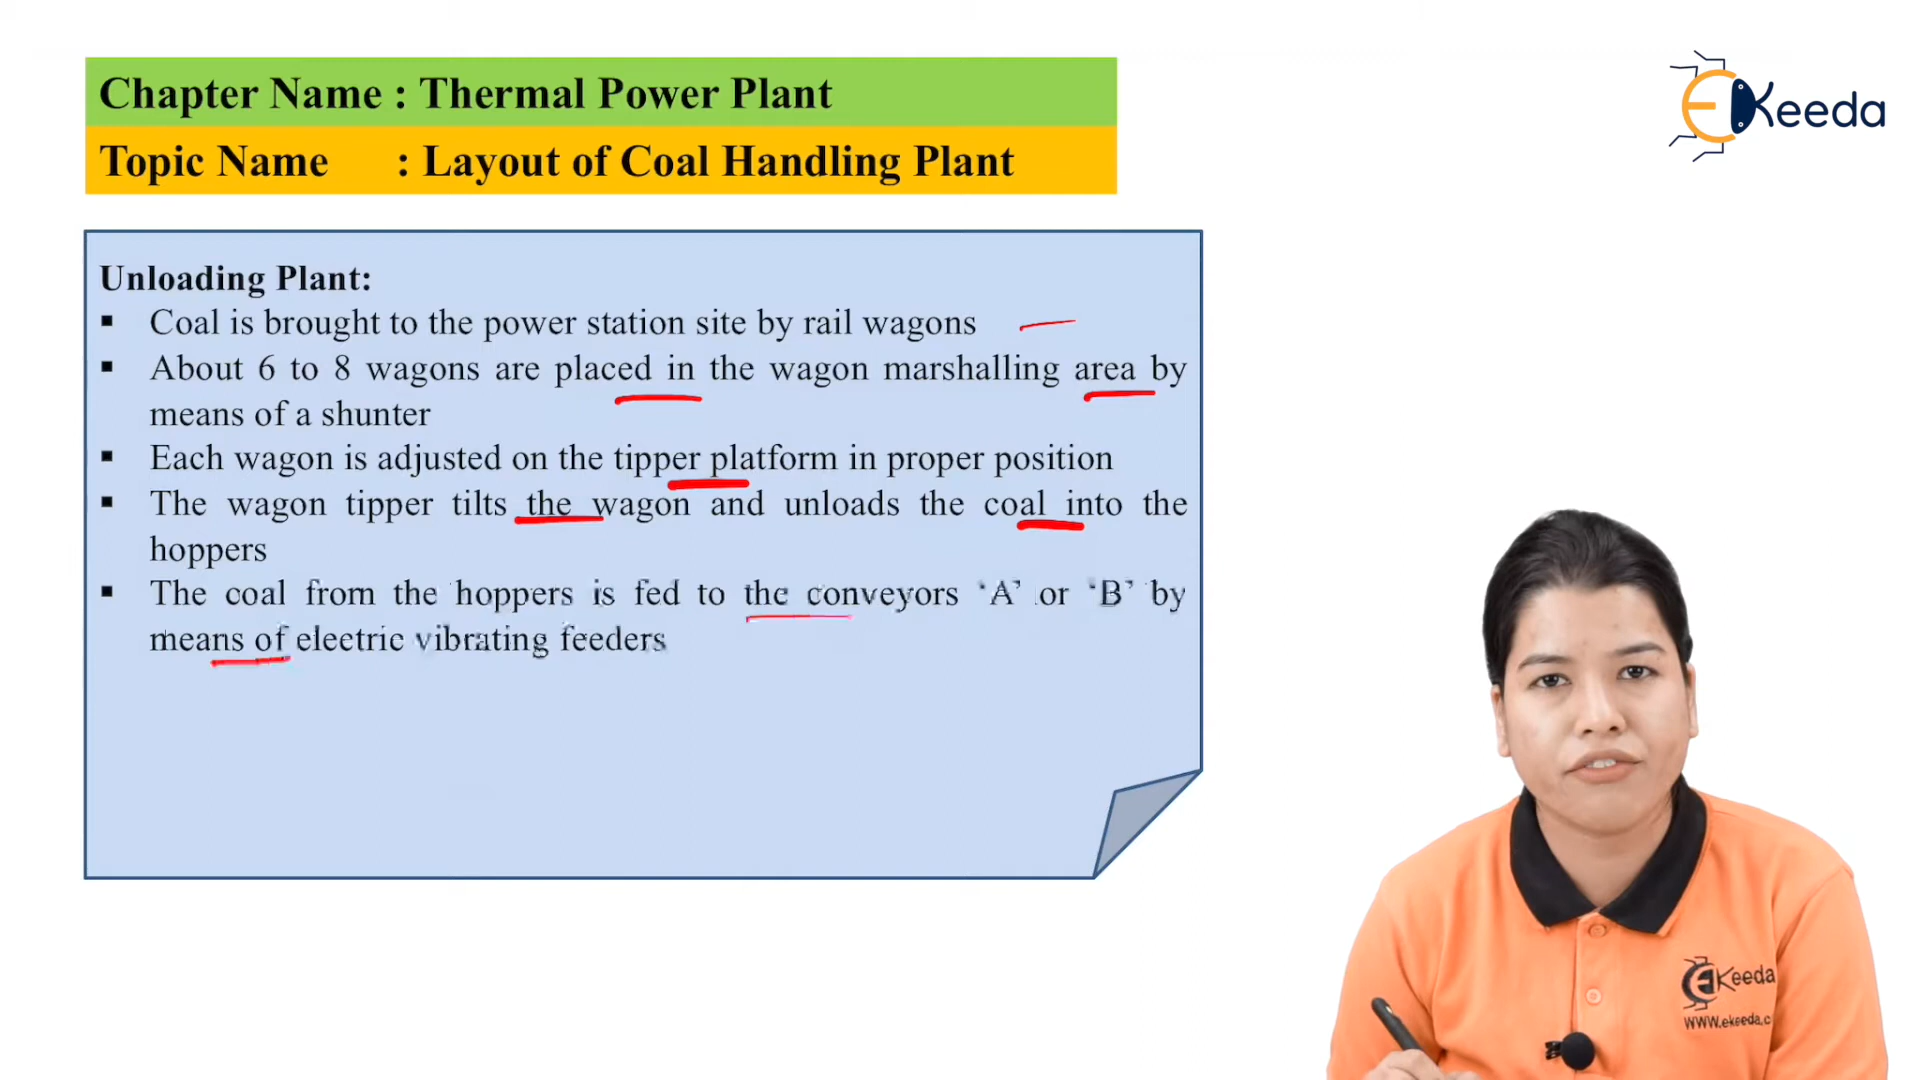 Chapter Name : Thermal Power Plant
Topic Name : Layout of Coal Handling Plant
EKeeda
Unloading Plant:
▪ Coal is brought to the power station site by rail wagons
▪ About 6 to 8 wagons are placed in the wagon marshalling area by
means of a shunter
▪ Each wagon is adjusted on the tipper platform in proper position
▪ The wagon tipper tilts the wagon and unloads the coal into the
hoppers
▪ The coal from the hoppers is fed to the conveyors ‘A’ or ‘B’ by
means of electric vibrating feeders
EKeeda
WWW.ekeeda.c